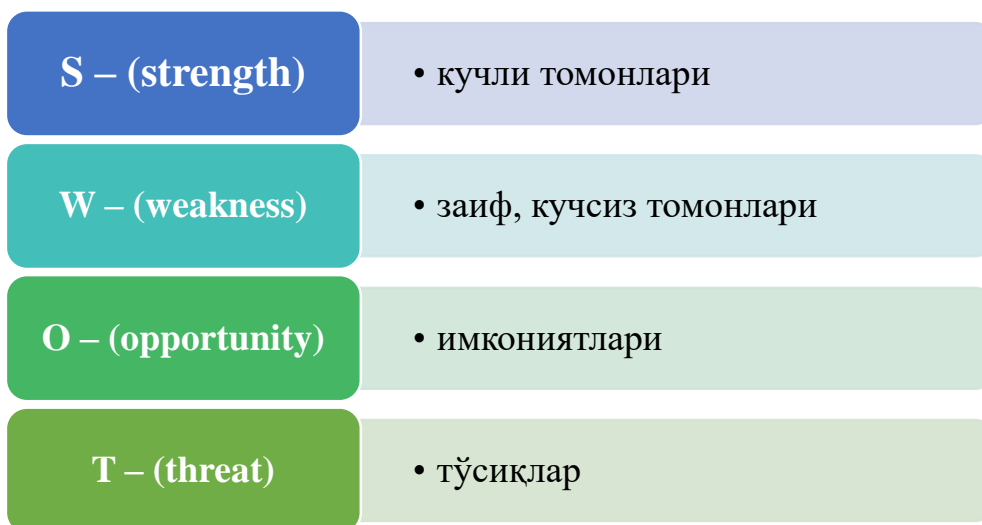 S – (strength)
• кучли томонлари
W – (weakness)
• заиф, кучсиз томонлари
O – (opportunity)
• имкониятлари
T – (threat)
• тўсиқлар